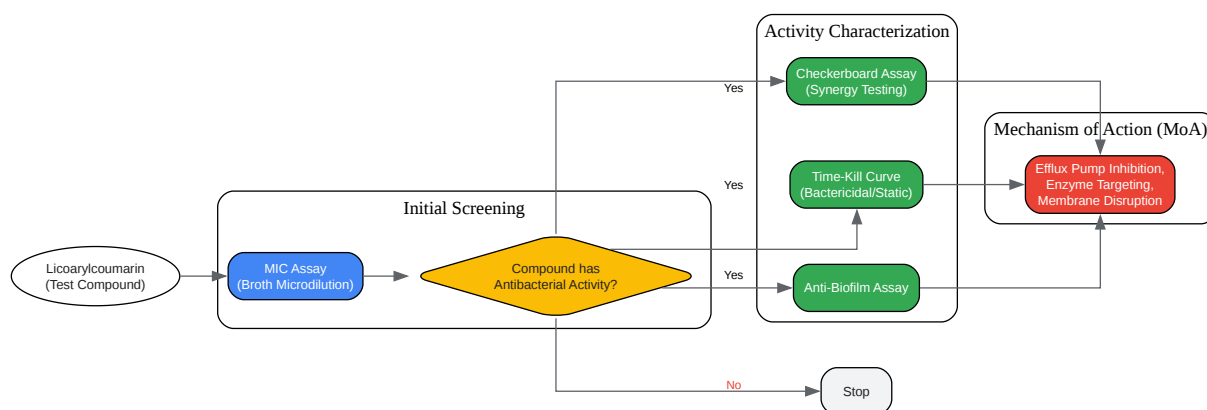 Activity Characterization
Checkerboard Assay
(Synergy Testing)
Yes
Mechanism of Action (MoA)
Efflux Pump Inhibition,
Enzyme Targeting,
Membrane Disruption
Time-Kill Curve
(Bactericidal/Static)
Yes
Initial Screening
Licoarylcoumarin
(Test Compound)
MIC Assay
(Broth Microdilution)
Compound has
Antibacterial Activity?
Yes
Anti-Biofilm Assay
No
Stop